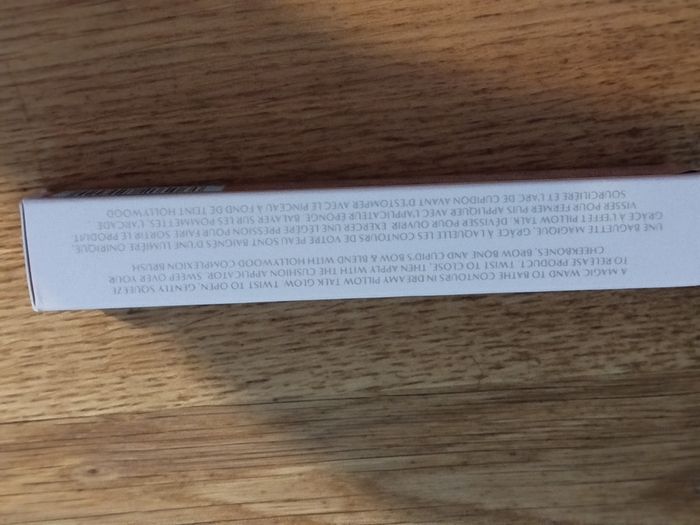 A MAGIC WAND TO BATHE CONTOURS IN DREAMY PILLOW TALK GLOW. TWIST TO OPEN, GENTLY SQUEEZE
TO RELEASE PRODUCT. TWIST TO CLOSE, THEN APPLY WITH THE CUSHION APPLICATOR. SWEEP OVER YOUR
CHEEKBONES, BROW BONE AND CUPID'S BOW & BLEND WITH HOLLYWOOD COMPLEXION BRUSH
UNE BAGUETTE MAGIQUE, GRÂCE À LAQUELLE LES CONTOURS DE VOTRE PEAU SONT BAIGNÉS D'UNE LUMIÈRE ONIRIQUE,
GRÂCE À L'EFFET PILLOW TALK. DÉVISSER POUR OUVRIR. EXERCER UNE PRESSION LÉGÈRE POUR FAIRE SORTIR LE PRODUIT.
VISSER POUR FERMER PUIS APPLIQUER AVEC L'APPLICATEUR ÉPONGE. BALAYER SUR LES POMMETTES, L'ARCADE
SOURCILIÈRE ET L'ARC DE CUPIDON AVANT D'ESTOMPER AVEC LE PINCEAU À FOND DE TEINT HOLLYWOOD